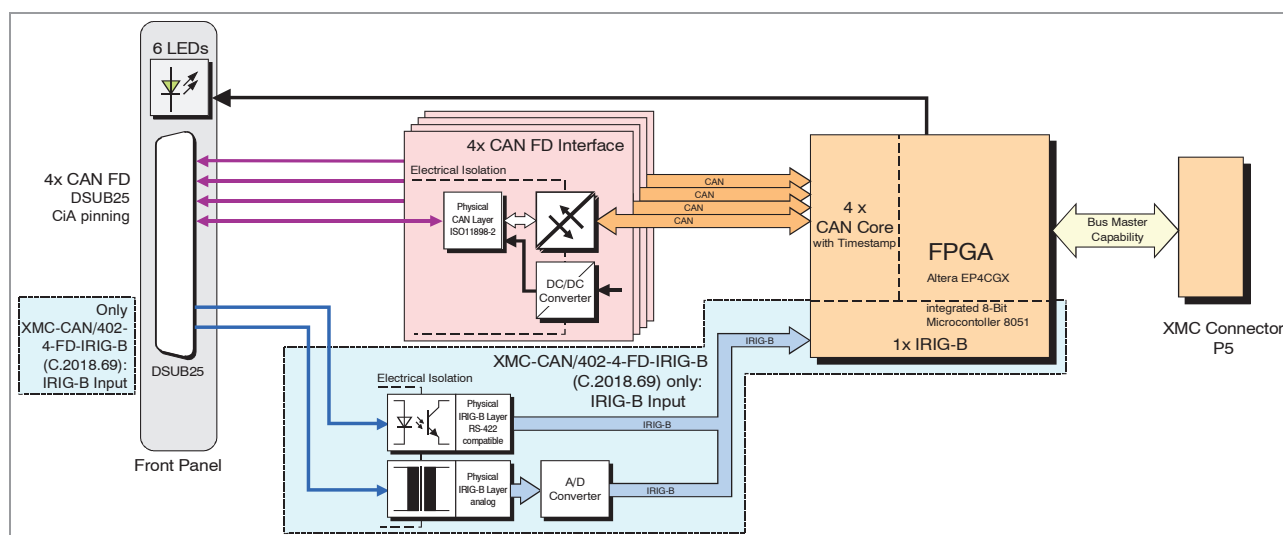 6 LEDs
4x CAN FD
DSUB25
CiA pinning
Only
XMC-CAN/402-
4-FD-IRIG-B
(C.2018.69):
IRIG-B Input
DSUB25
Front Panel
4x CAN FD Interface
Electrical Isolation
Physical
CAN Layer
ISO11898-2
DC/DC
Converter
CAN
CAN
CAN
CAN
4 x
CAN Core
with Timestamp
FPGA
Altera EP4CGX
integrated 8-Bit
Microcontoller 8051
1x IRIG-B
Bus Master
Capability
XMC Connector
P5
XMC-CAN/402-4-FD-IRIG-B
(C.2018.69) only:
IRIG-B Input
IRIG-B
Electrical Isolation
Physical
IRIG-B Layer
RS-422
compatible
IRIG-B
Physical
IRIG-B Layer
analog
A/D
Converter
IRIG-B